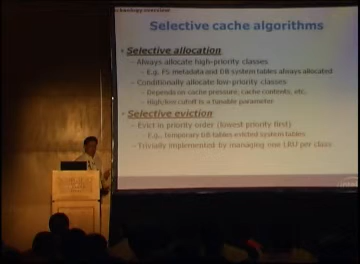 technology overview
Selective cache algorithms
• Selective allocation
– Always allocate high-priority classes
– E.g. FS metadata and DB system tables always allocated
– Conditionally allocate low-priority classes
– Depends on cache pressure, cache contents, etc.
– High/low cutoff is a tunable parameter
• Selective eviction
– Evict in priority order (lowest priority first)
– E.g., temporary DB tables evicted system tables
– Trivially implemented by managing one LRU per class